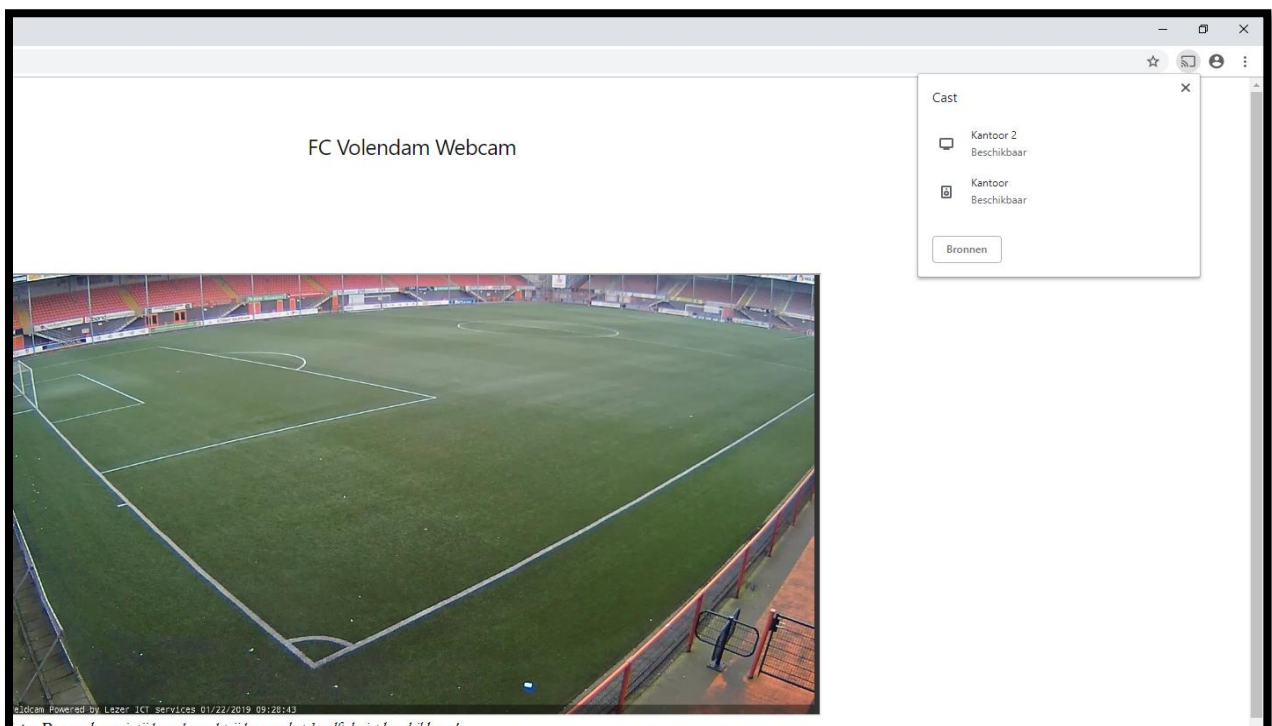 Cast
Kantoor 2
Beschikbaar
Kantoor
Beschikbaar
Bronnen
FC Volendam Webcam
eldcam Powered by Lezer ICT services 01/22/2019 09:28:43